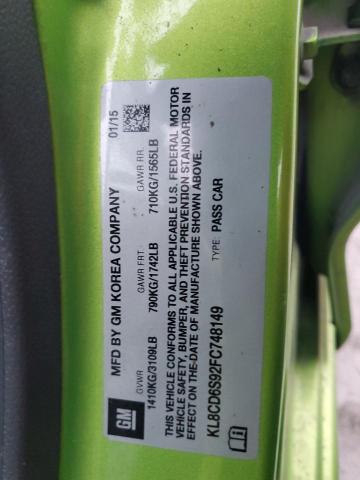 MFD BY GM KOREA COMPANY 01/15
GVWR GAWR FRT GAWR RR
1410KG/3109LB 790KG/1742LB 710KG/1565LB
THIS VEHICLE CONFORMS TO ALL APPLICABLE U.S. FEDERAL MOTOR
VEHICLE SAFETY, BUMPER, AND THEFT PREVENTION STANDARDS IN
EFFECT ON THE DATE OF MANUFACTURE SHOWN ABOVE.
KL8CD6S92FC748149 TYPE PASS CAR
GM